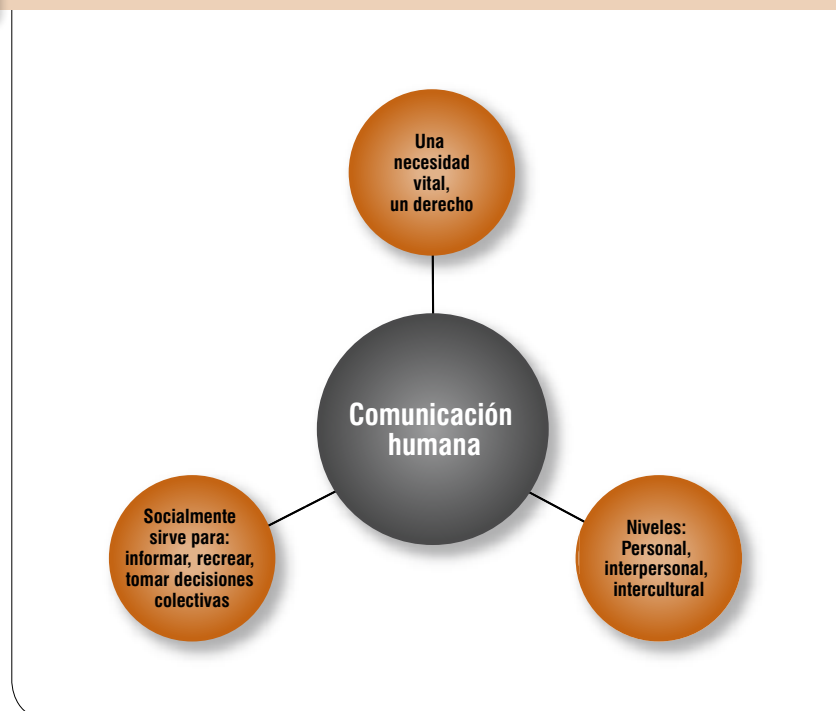 Una
necesidad
vital,
un derecho
Comunicación
humana
Socialmente
sirve para:
informar, recrear,
tomar decisiones
colectivas
Niveles:
Personal,
interpersonal,
intercultural